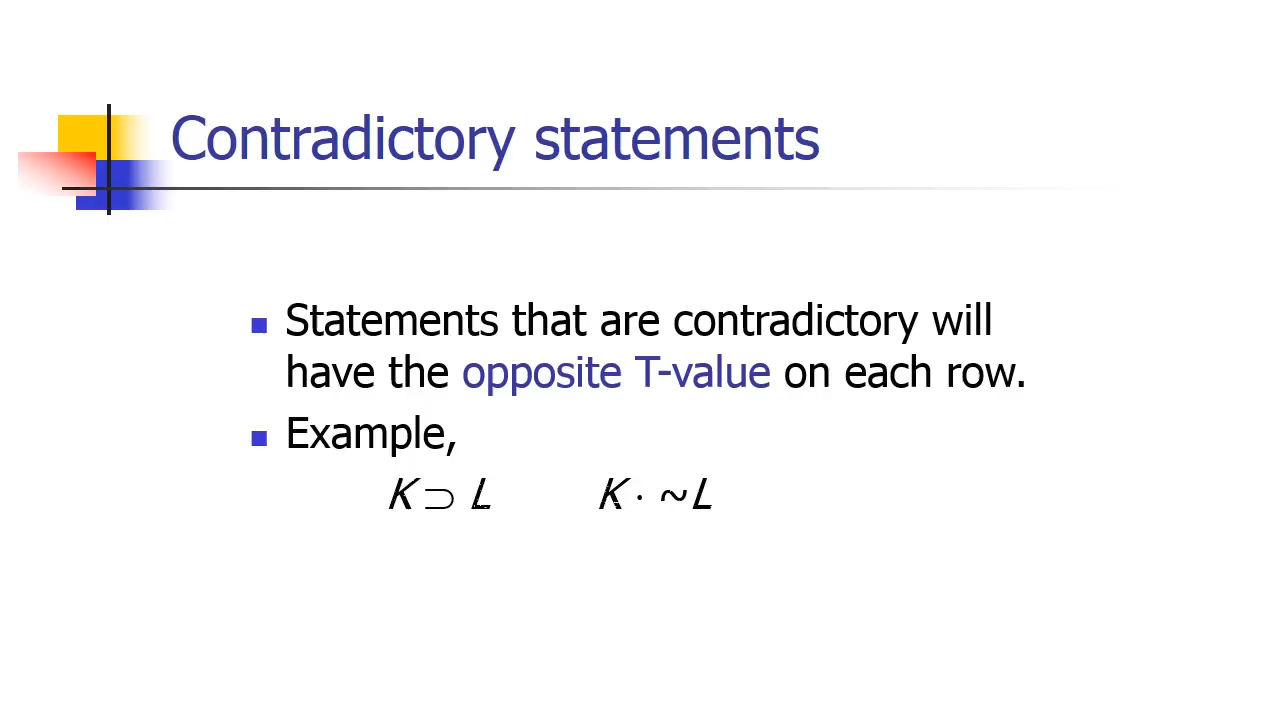 Contradictory statements
Statements that are contradictory will
have the opposite T-value on each row.
Example,
K ⊃ L K · ~L